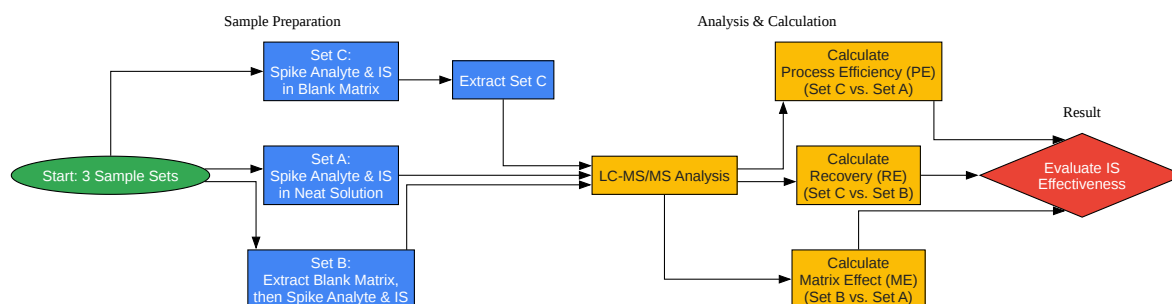 Sample Preparation
Analysis & Calculation
Set C:
Spike Analyte & IS
in Blank Matrix
Extract Set C
Calculate
Process Efficiency (PE)
(Set C vs. Set A)
Result
Start: 3 Sample Sets
Set A:
Spike Analyte & IS
in Neat Solution
LC-MS/MS Analysis
Calculate
Recovery (RE)
(Set C vs. Set B)
Evaluate IS
Effectiveness
Set B:
Extract Blank Matrix,
then Spike Analyte & IS
Calculate
Matrix Effect (ME)
(Set B vs. Set A)